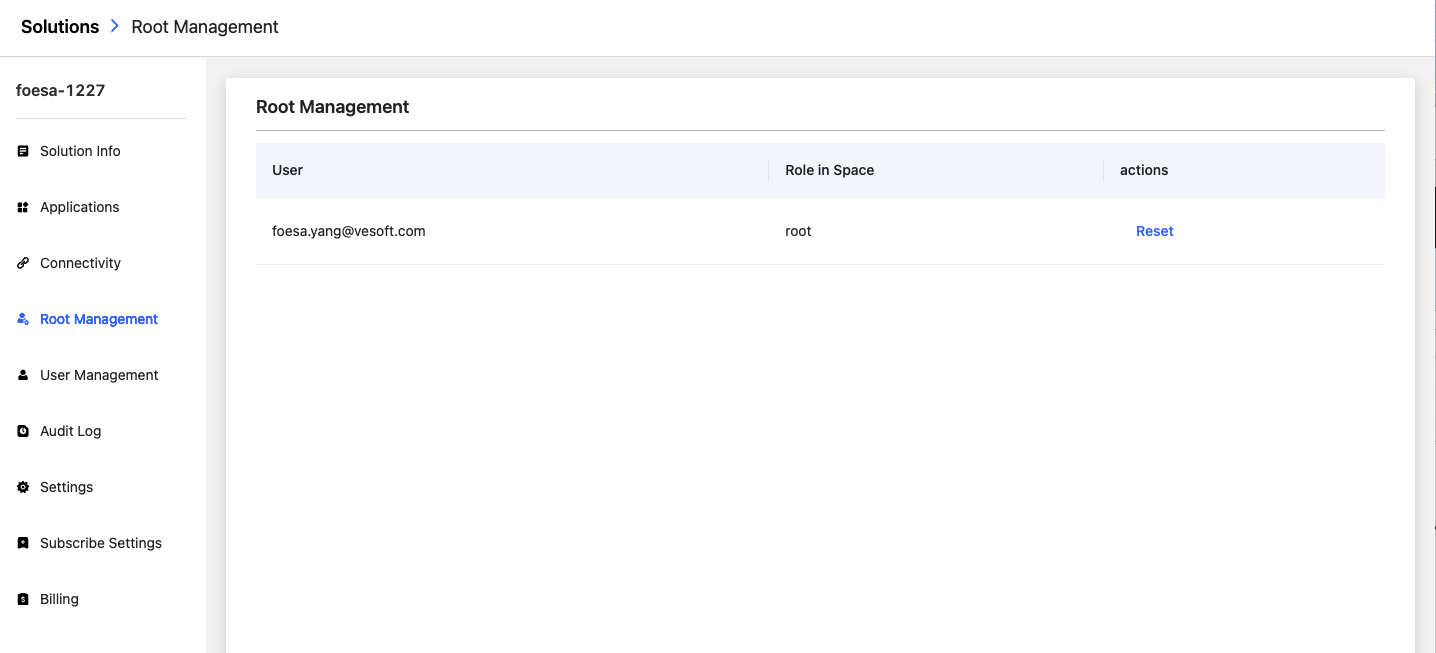 Solutions > Root Management
foesa-1227
Solution Info
Applications
Connectivity
Root Management
User Management
Audit Log
Settings
Subscribe Settings
Billing
Root Management
User Role in Space actions
foesa.yang@vesoft.com root Reset